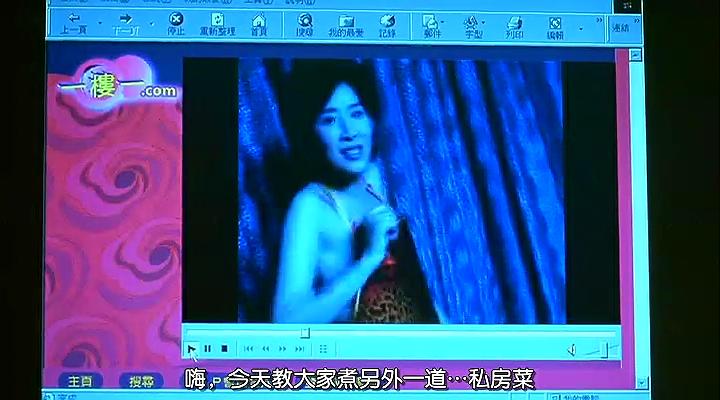 上一頁 下一頁 停止 重新整理 首頁 搜尋 我的最愛 記錄 郵件 字型 列印 編輯 連結
一樓一.com
主頁 搜尋
嗨，今天教大家煮另外一道…私房菜